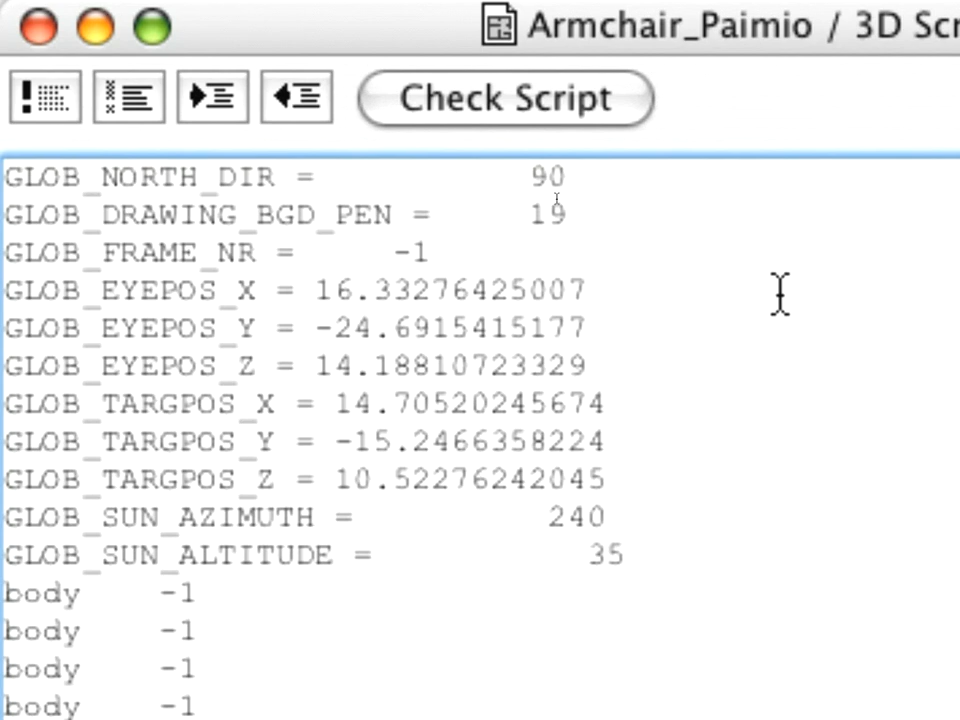 Armchair_Paimio / 3D Scr
Check Script
GLOB_NORTH_DIR = 90
GLOB_DRAWING_BGD_PEN = 19
GLOB_FRAME_NR = -1
GLOB_EYEPOS_X = 16.33276425007
GLOB_EYEPOS_Y = -24.6915415177
GLOB_EYEPOS_Z = 14.18810723329
GLOB_TARGPOS_X = 14.70520245674
GLOB_TARGPOS_Y = -15.2466358224
GLOB_TARGPOS_Z = 10.52276242045
GLOB_SUN_AZIMUTH = 240
GLOB_SUN_ALTITUDE = 35
body -1
body -1
body -1
body -1